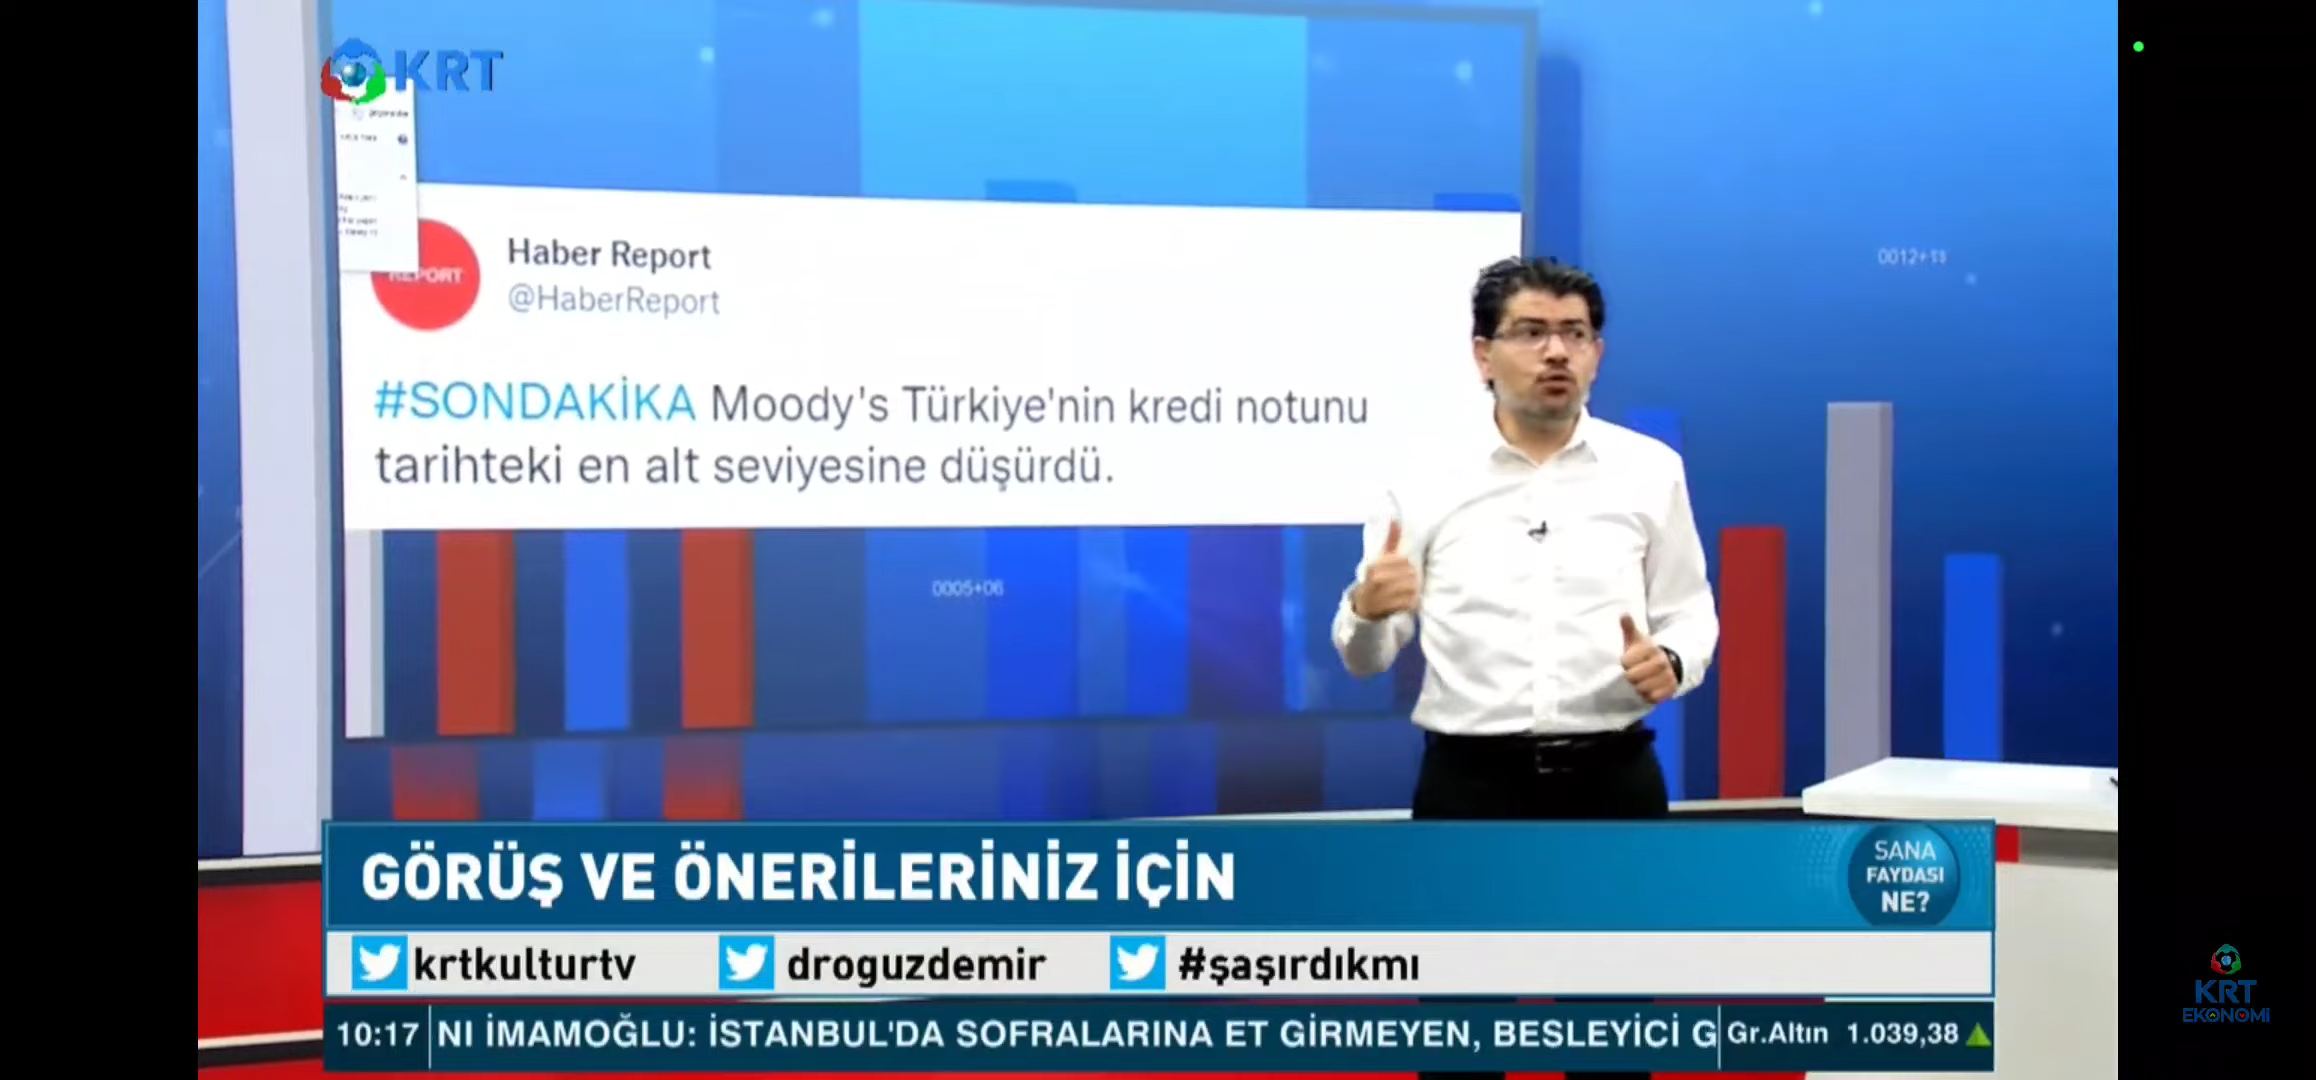 KRT
REPORT
Haber Report
@HaberReport
#SONDAKİKA Moody's Türkiye'nin kredi notunu
tarihteki en alt seviyesine düşürdü.
0012+11
0005+06
GÖRÜŞ VE ÖNERİLERİNİZ İÇİN
SANA
FAYDASI
NE?
krtkulturtv droguzdemir #şaşırdıkmı
10:17 NI İMAMOĞLU: İSTANBUL'DA SOFRALARINA ET GİRMEYEN, BESLEYİCİ G Gr.Altın 1.039,38
KRT
EKONOMİ